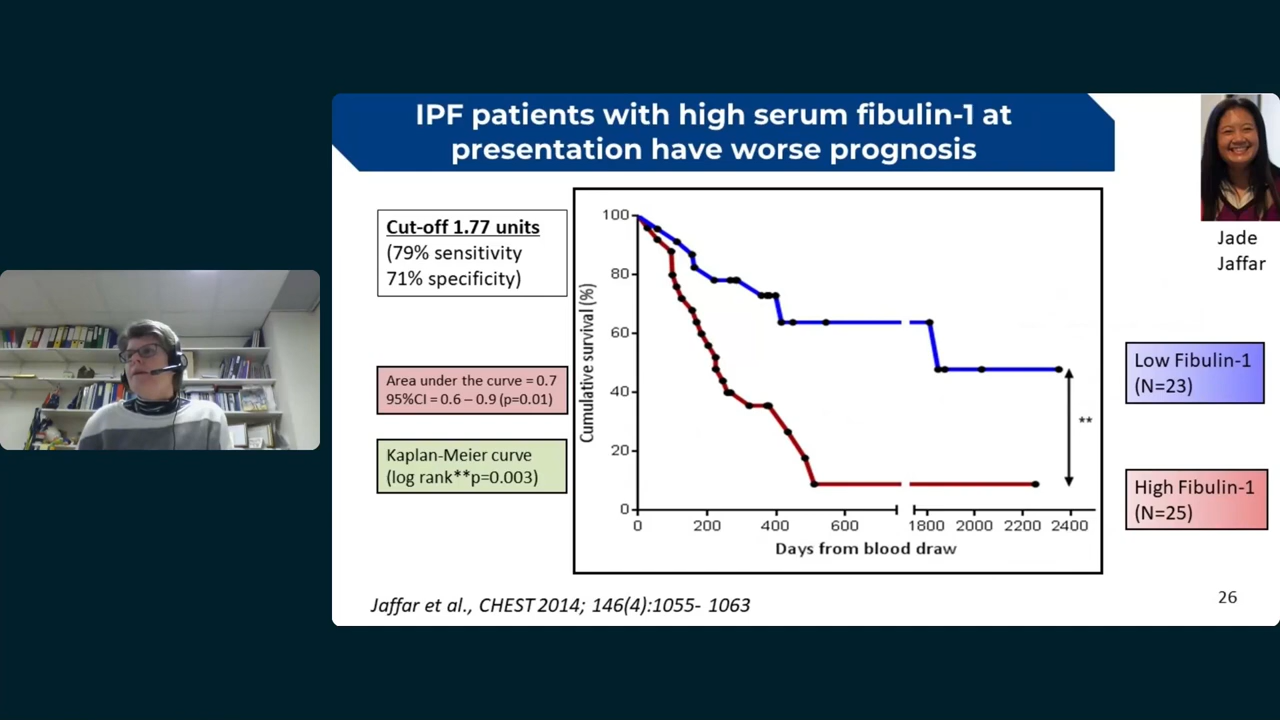 IPF patients with high serum fibulin-1 at
presentation have worse prognosis
Jade
Jaffar
Cut-off 1.77 units
(79% sensitivity
71% specificity)
Area under the curve = 0.7
95%CI = 0.6 – 0.9 (p=0.01)
Kaplan-Meier curve
(log rank**p=0.003)
Cumulative survival (%)
100
80
60
40
20
0
0 200 400 600 1800 2000 2200 2400
Days from blood draw
**
Low Fibulin-1
(N=23)
High Fibulin-1
(N=25)
Jaffar et al., CHEST 2014; 146(4):1055- 1063
26